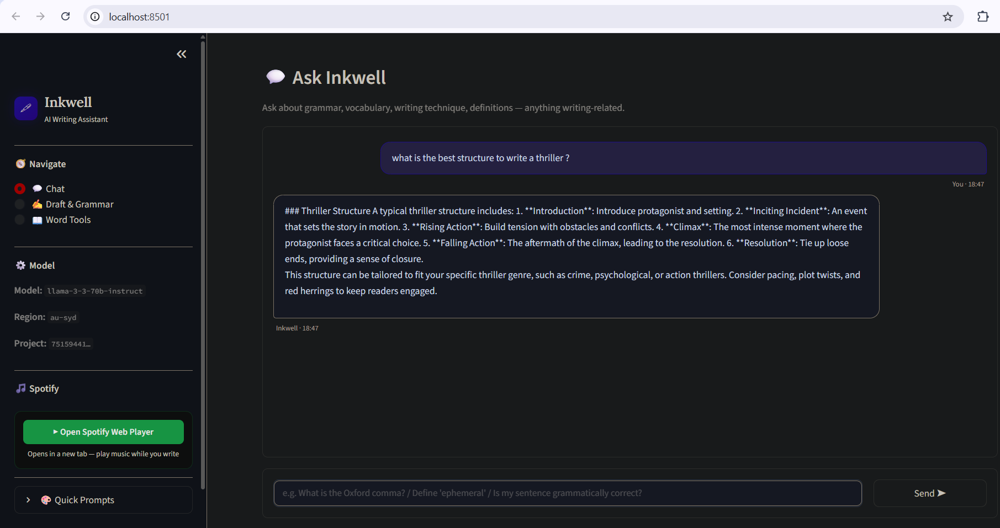 localhost:8501
Inkwell
AI Writing Assistant
Navigate
Chat
Draft & Grammar
Word Tools
Model
Model: llama-3-3-70b-instruct
Region: au-syd
Project: 75159441…
Spotify
Open Spotify Web Player
Opens in a new tab — play music while you write
Quick Prompts
Ask Inkwell
Ask about grammar, vocabulary, writing technique, definitions — anything writing-related.
what is the best structure to write a thriller ?
You · 18:47
### Thriller Structure A typical thriller structure includes: 1. **Introduction**: Introduce protagonist and setting. 2. **Inciting Incident**: An event
that sets the story in motion. 3. **Rising Action**: Build tension with obstacles and conflicts. 4. **Climax**: The most intense moment where the
protagonist faces a critical choice. 5. **Falling Action**: The aftermath of the climax, leading to the resolution. 6. **Resolution**: Tie up loose
ends, providing a sense of closure.
This structure can be tailored to fit your specific thriller genre, such as crime, psychological, or action thrillers. Consider pacing, plot twists, and
red herrings to keep readers engaged.
Inkwell · 18:47
e.g. What is the Oxford comma? / Define 'ephemeral' / Is my sentence grammatically correct?
Send ➤